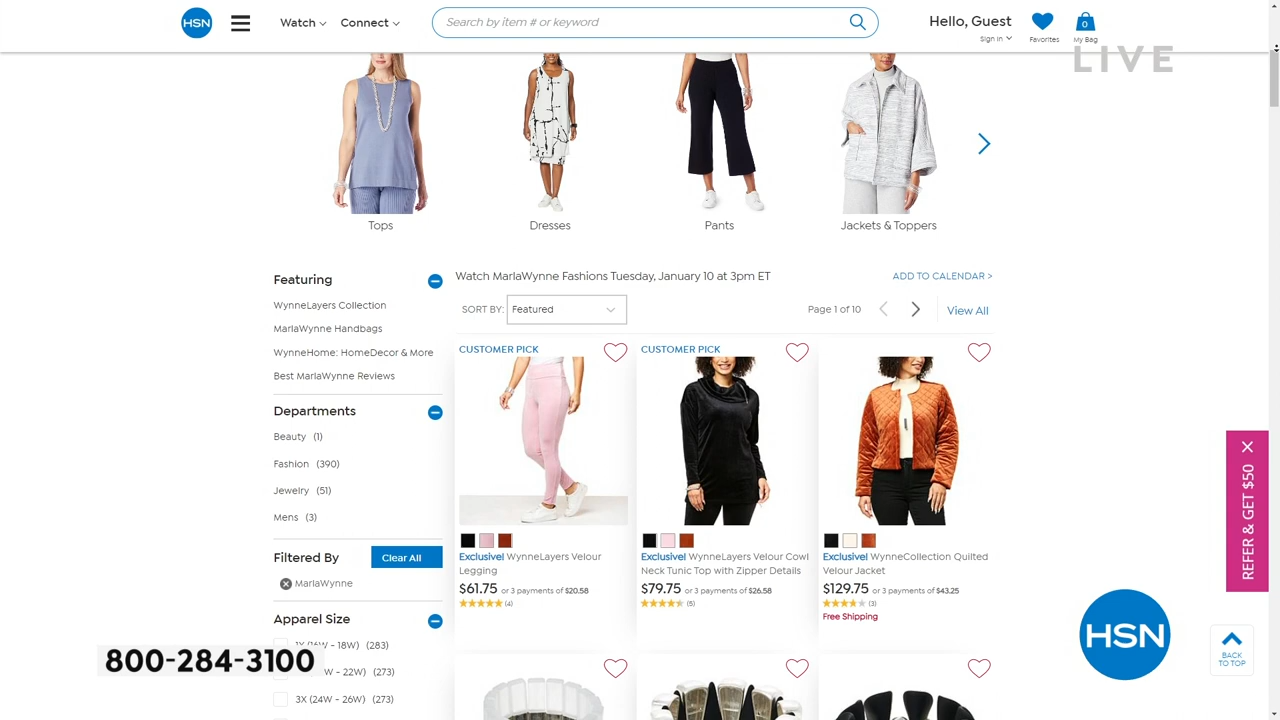 HSN
Watch
Connect
Search by item # or keyword
Hello, Guest
Sign In
Favorites
0
My Bag
LIVE
Tops
Dresses
Pants
Jackets & Toppers
Featuring
WynneLayers Collection
MarlaWynne Handbags
WynneHome: HomeDecor & More
Best MarlaWynne Reviews
Departments
Beauty (1)
Fashion (390)
Jewelry (51)
Mens (3)
Filtered By
Clear All
MarlaWynne
Apparel Size
18W) (283)
22W) (273)
3X (24W - 26W) (273)
Watch MarlaWynne Fashions Tuesday, January 10 at 3pm ET
ADD TO CALENDAR >
SORT BY: Featured
Page 1 of 10
View All
CUSTOMER PICK
Exclusive! WynneLayers Velour
Legging
$61.75 or 3 payments of $20.58
(4)
CUSTOMER PICK
Exclusive! WynneLayers Velour Cowl
Neck Tunic Top with Zipper Details
$79.75 or 3 payments of $26.58
(5)
Exclusive! WynneCollection Quilted
Velour Jacket
$129.75 or 3 payments of $43.25
(3)
Free Shipping
REFER & GET $50
800-284-3100
HSN
BACK
TO TOP